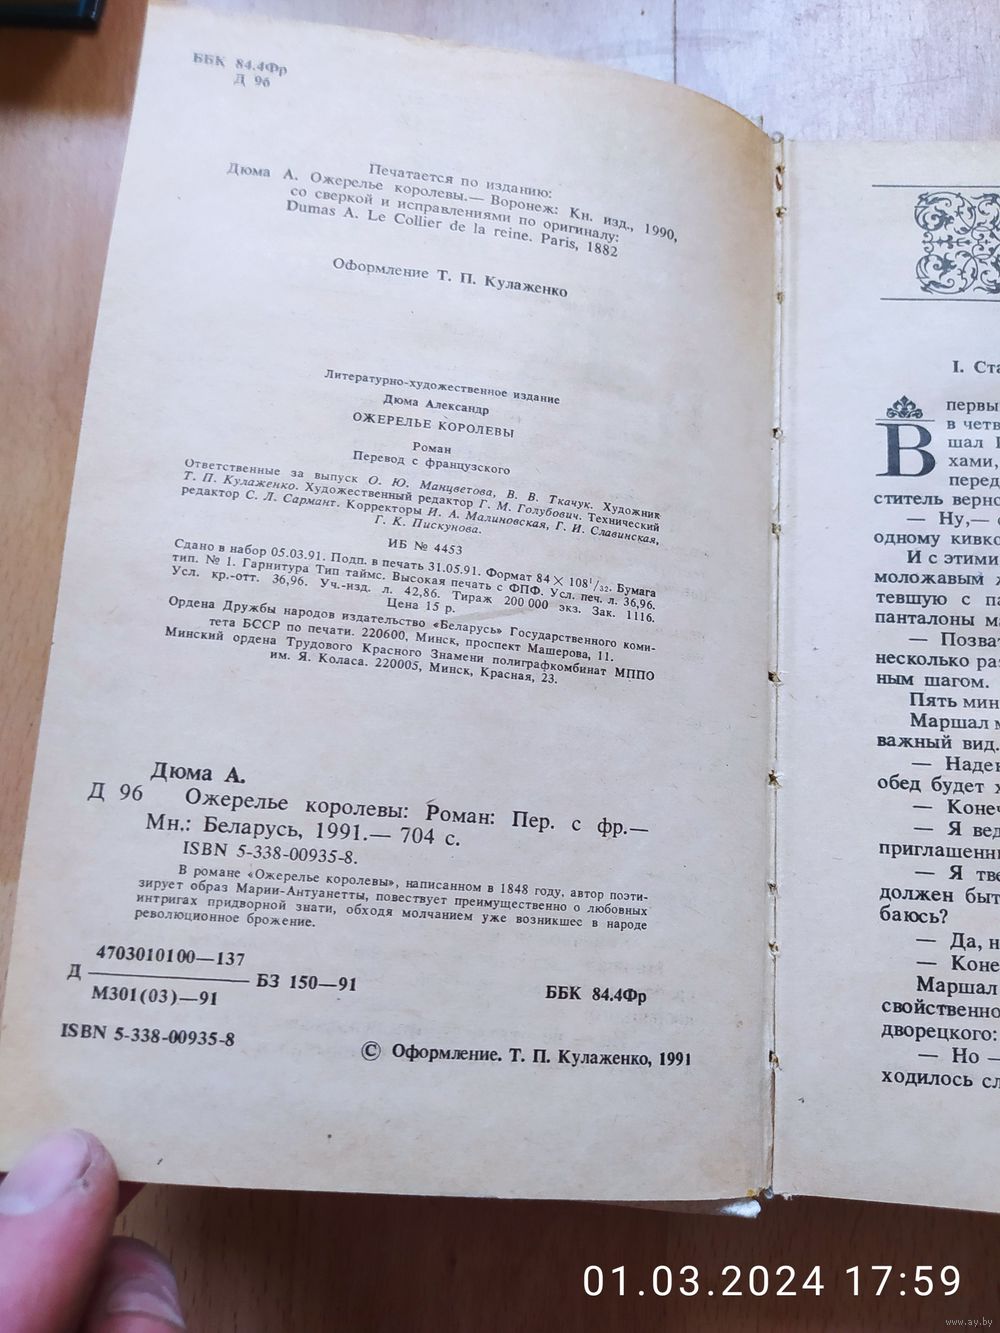 ББК 84.4Фр
Д 96
Печатается по изданию:
Дюма А. Ожерелье королевы.— Воронеж: Кн. изд., 1990,
со сверкой и исправлениями по оригиналу:
Dumas A. Le Collier de la reine. Paris, 1882
Оформление Т. П. Кулаженко
Литературно-художественное издание
Дюма Александр
ОЖЕРЕЛЬЕ КОРОЛЕВЫ
Роман
Перевод с французского
Ответственные за выпуск О. Ю. Манцветова, В. В. Ткачук. Художник
Т. П. Кулаженко. Художественный редактор Г. М. Голубович. Технический
редактор С. Л. Сармант. Корректоры И. А. Малиновская, Г. И. Славинская,
Г. К. Пискунова.
ИБ № 4453
Сдано в набор 05.03.91. Подп. в печать 31.05.91. Формат 84 × 108¹/₃₂. Бумага
тип. № 1. Гарнитура Тип таймс. Высокая печать с ФПФ. Усл. печ. л. 36,96.
Усл. кр.-отт. 36,96. Уч.-изд. л. 42,86. Тираж 200 000 экз. Зак. 1116.
Цена 15 р.
Ордена Дружбы народов издательство «Беларусь» Государственного коми-
тета БССР по печати. 220600, Минск, проспект Машерова, 11.
Минский ордена Трудового Красного Знамени полиграфкомбинат МППО
им. Я. Коласа. 220005, Минск, Красная, 23.
Дюма А.
Д 96 Ожерелье королевы: Роман: Пер. с фр.—
Мн.: Беларусь, 1991.— 704 с.
ISBN 5-338-00935-8.
В романе «Ожерелье королевы», написанном в 1848 году, автор поэти-
зирует образ Марии-Антуанетты, повествует преимущественно о любовных
интригах придворной знати, обходя молчанием уже возникшее в народе
революционное брожение.
4703010100—137
Д БЗ 150—91
М301(03)—91
ББК 84.4Фр
ISBN 5-338-00935-8
© Оформление. Т. П. Кулаженко, 1991
I. Ста
В первы
в четв
шал
хами,
перед
ститель верно
— Ну,—
одному кивко
И с этими
моложавым
тевшую с па
панталоны ма
— Позва
несколько раз
ным шагом.
Пять мин
Маршал
важный вид.
— Наде
обед будет
— Конеч
— Я вед
приглашенн
— Я тве
должен быт
баюсь?
— Да, н
— Коне
Маршал
свойственно
дворецкого:
— Но —
ходилось сл
01.03.2024 17:59
www.ay.by